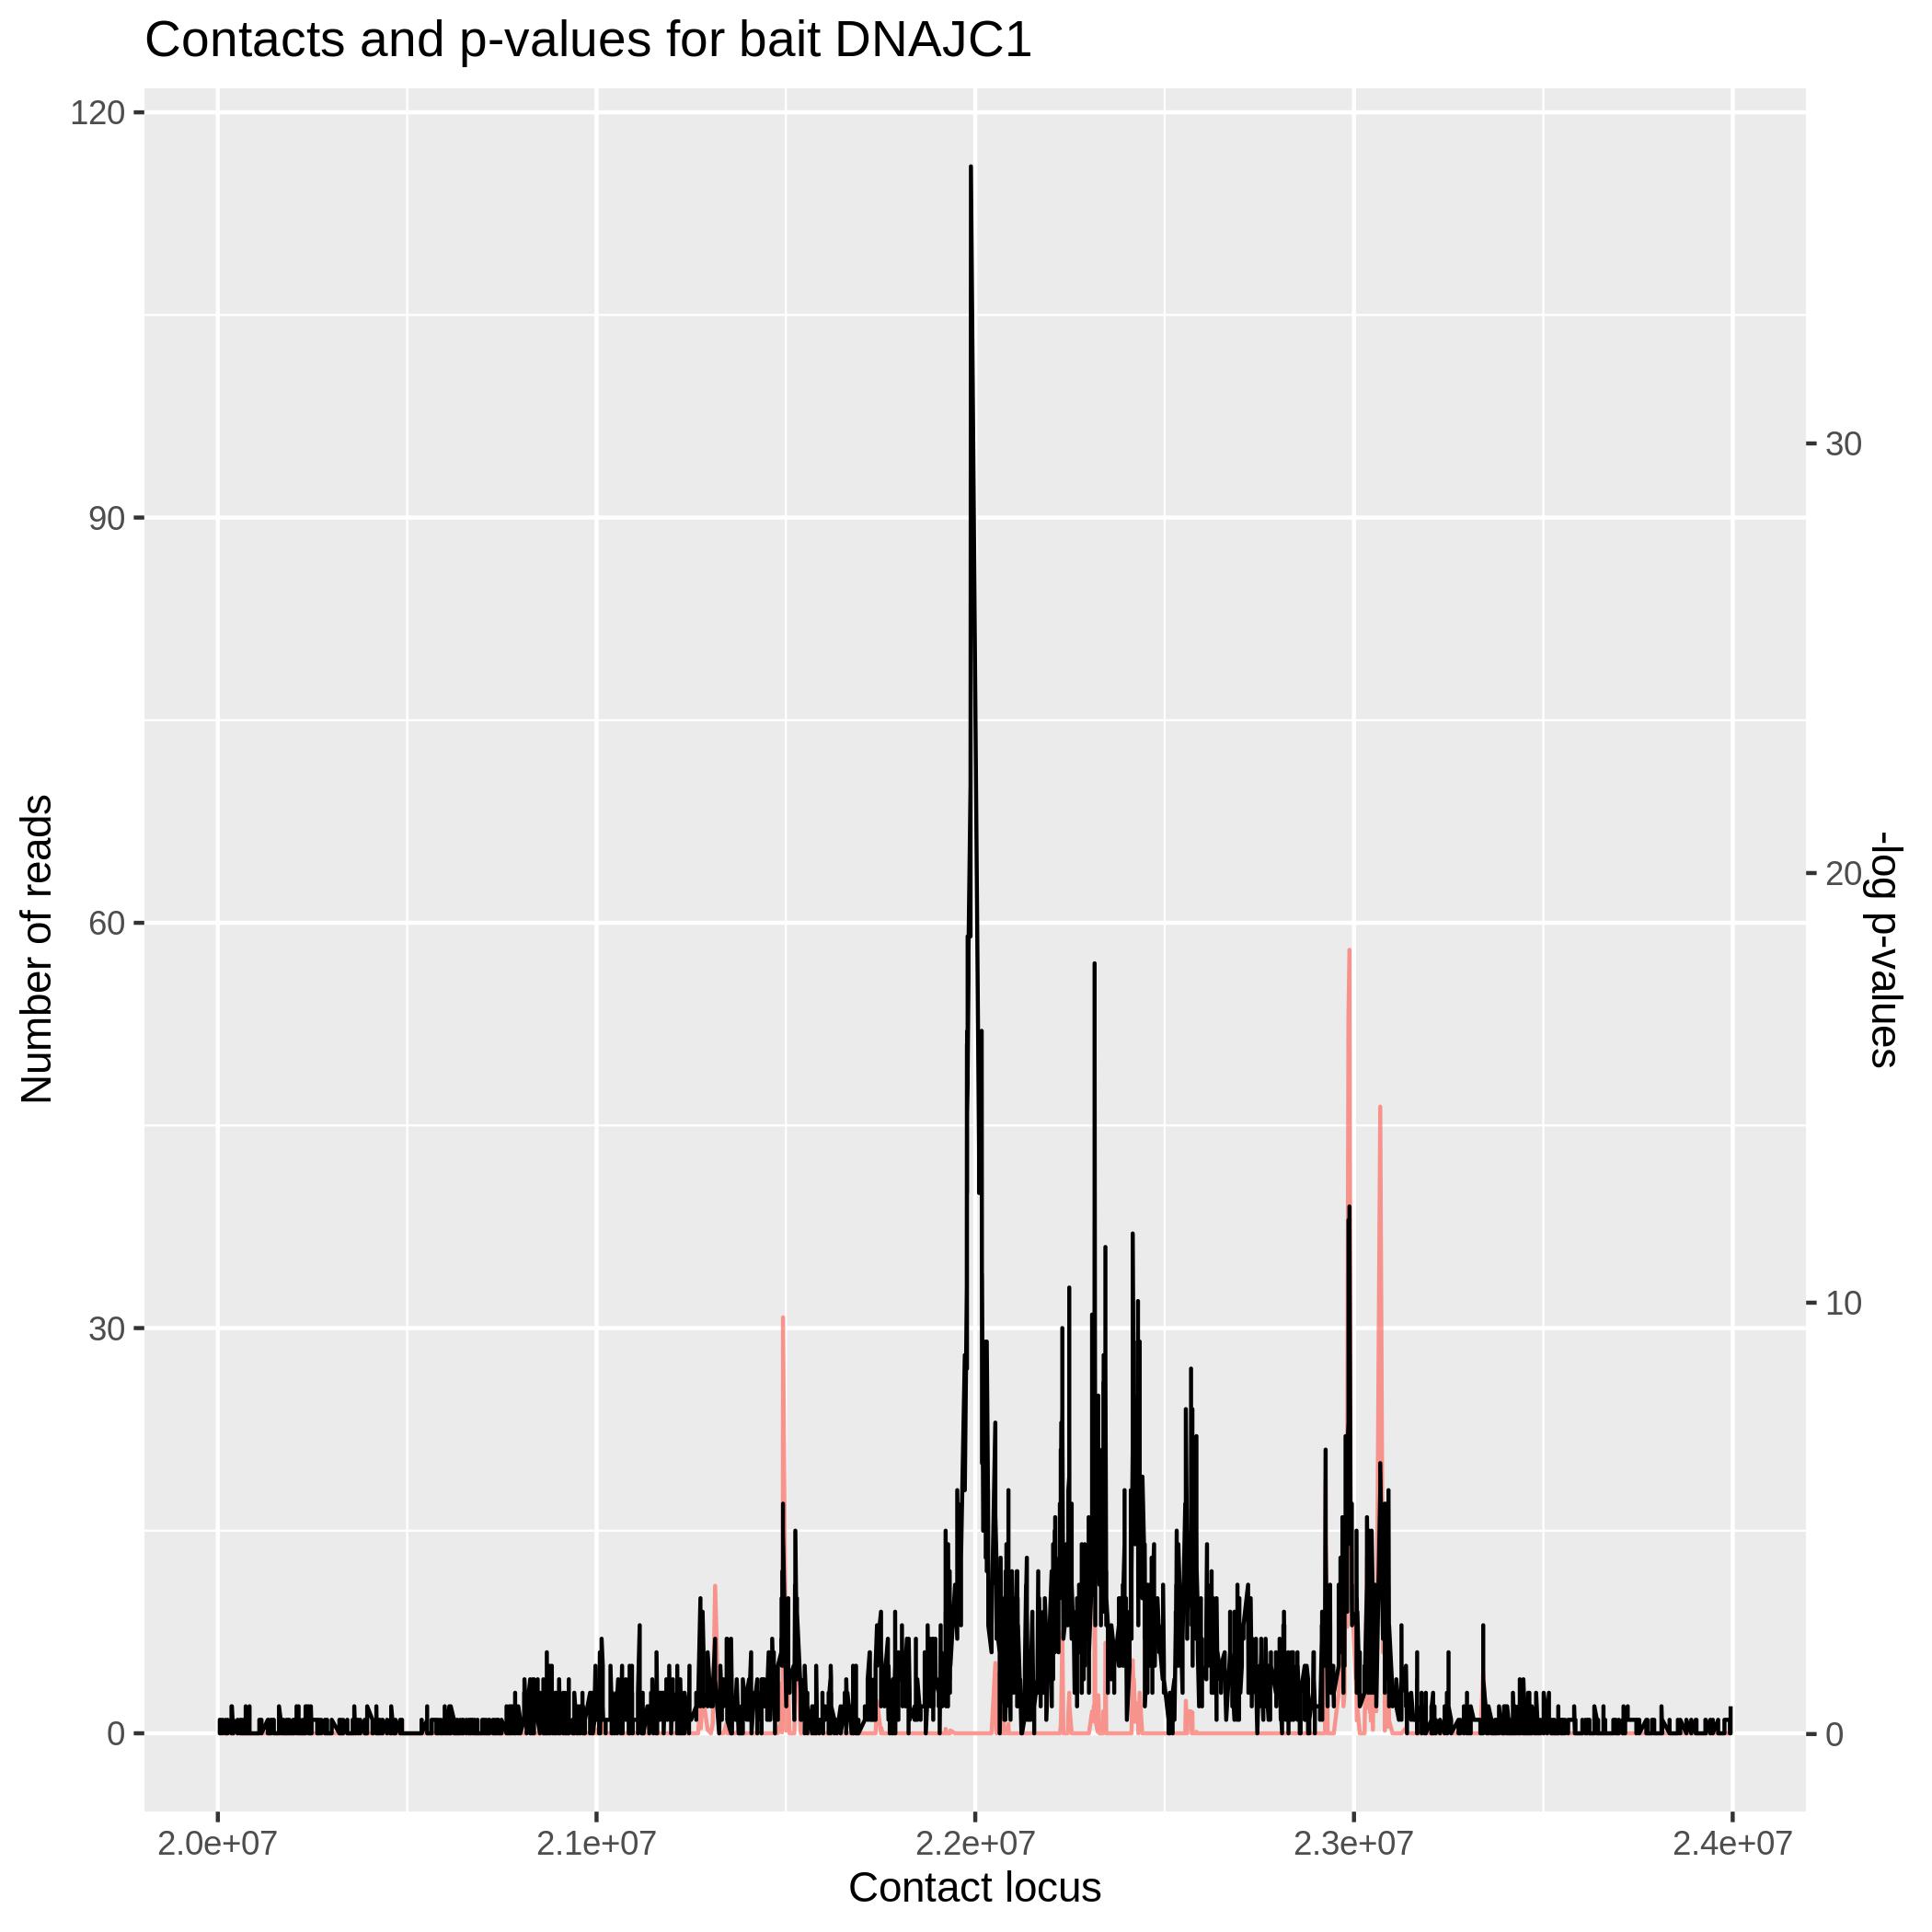 Contacts and p-values for bait DNAJC1
120
90
60
30
0
Number of reads
30
20
10
0
-log p-values
2.0e+07
2.1e+07
2.2e+07
2.3e+07
2.4e+07
Contact locus